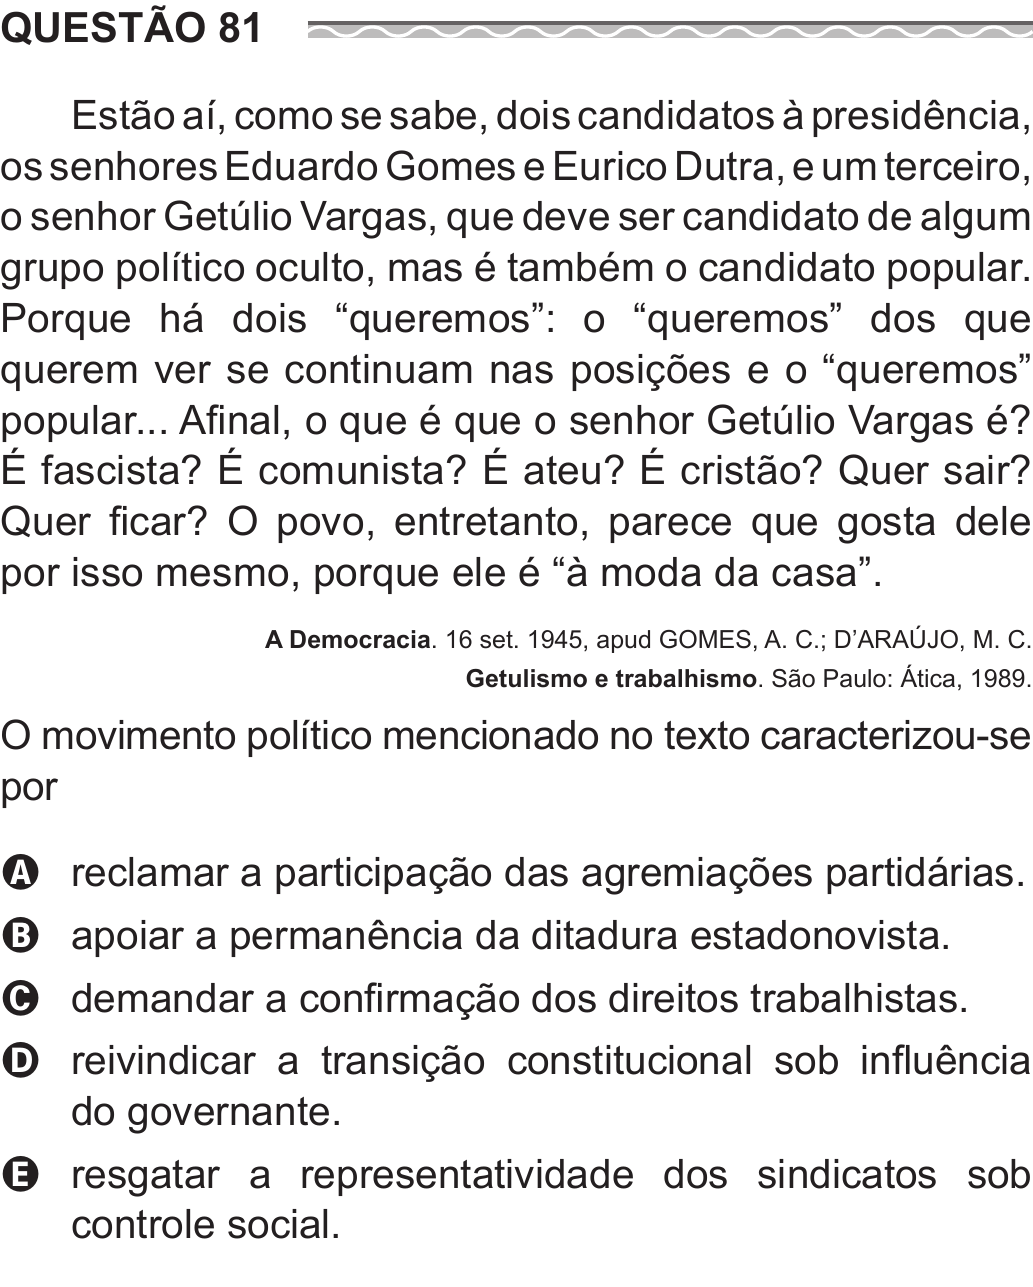 QUESTÃO 81
Estão aí, como se sabe, dois candidatos à presidência,
os senhores Eduardo Gomes e Eurico Dutra, e um terceiro,
o senhor Getúlio Vargas, que deve ser candidato de algum
grupo político oculto, mas é também o candidato popular.
Porque há dois “queremos”: o “queremos” dos que
querem ver se continuam nas posições e o “queremos”
popular... Afinal, o que é que o senhor Getúlio Vargas é?
É fascista? É comunista? É ateu? É cristão? Quer sair?
Quer ficar? O povo, entretanto, parece que gosta dele
por isso mesmo, porque ele é “à moda da casa”.
A Democracia. 16 set. 1945, apud GOMES, A. C.; D’ARAÚJO, M. C.
Getulismo e trabalhismo. São Paulo: Ática, 1989.
O movimento político mencionado no texto caracterizou-se
por
A reclamar a participação das agremiações partidárias.
B apoiar a permanência da ditadura estadonovista.
C demandar a confirmação dos direitos trabalhistas.
D reivindicar a transição constitucional sob influência
do governante.
E resgatar a representatividade dos sindicatos sob
controle social.